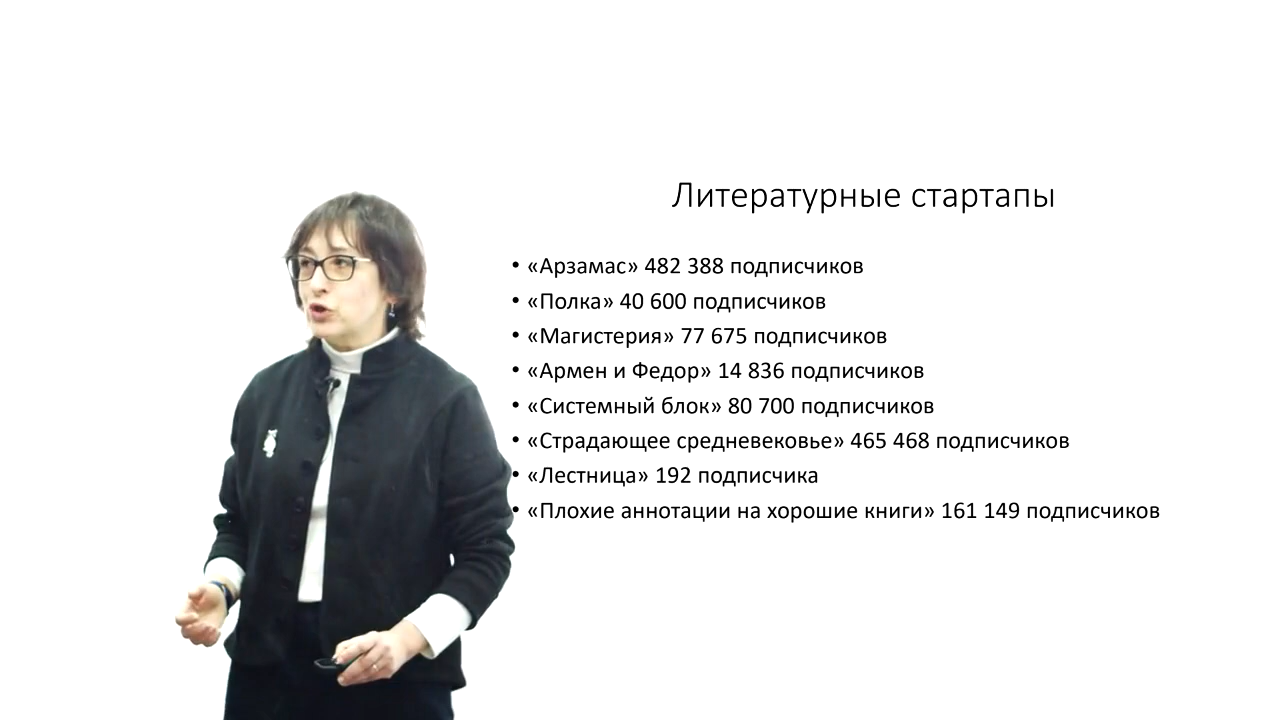 Литературные стартапы
• «Арзамас» 482 388 подписчиков
• «Полка» 40 600 подписчиков
• «Магистерия» 77 675 подписчиков
• «Армен и Федор» 14 836 подписчиков
• «Системный блок» 80 700 подписчиков
• «Страдающее средневековье» 465 468 подписчиков
• «Лестница» 192 подписчика
• «Плохие аннотации на хорошие книги» 161 149 подписчиков